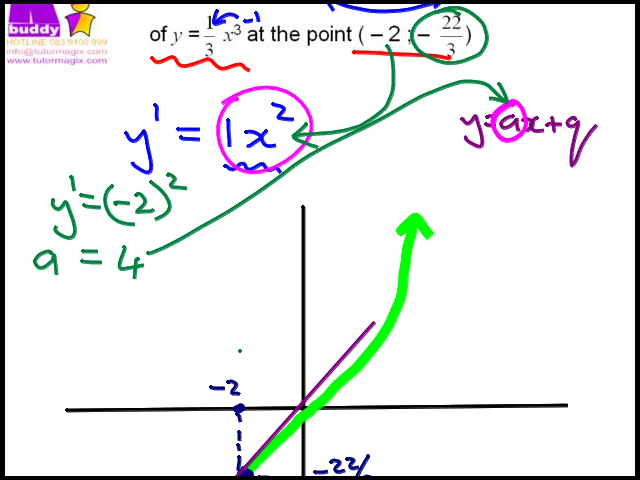 buddy
HOTLINE 083 9100 999
info@tutormagix.com
www.tutormagix.com
of y = 1/3 x³ at the point (−2 ; − 22/3)
-1
y' = 1x²
y = ax + q
y' = (-2)²
a = 4
-2
-22/